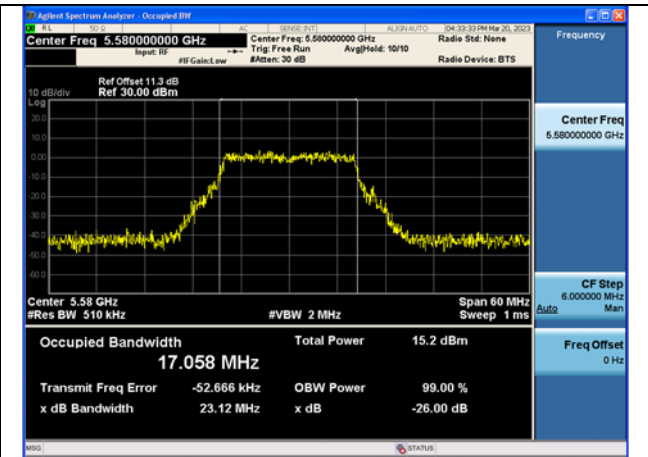 Agilent Spectrum Analyzer - Occupied BW
RL 50 Ω AC SENSE:INT ALIGN AUTO 04:33:33 PM Mar 20, 2023
Center Freq 5.580000000 GHz
Center Freq: 5.580000000 GHz
Radio Std: None
Input: RF
Trig: Free Run Avg|Hold: 10/10
#IFGain:Low
#Atten: 30 dB
Radio Device: BTS
Frequency
Ref Offset 11.3 dB
10 dB/div Ref 30.00 dBm
Log
20.0
10.0
0.00
-10.0
-20.0
-30.0
-40.0
-50.0
-60.0
Center Freq
5.580000000 GHz
Center 5.58 GHz Span 60 MHz
#Res BW 510 kHz #VBW 2 MHz Sweep 1 ms
CF Step
6.000000 MHz
Auto Man
Occupied Bandwidth Total Power 15.2 dBm
17.058 MHz
Transmit Freq Error -52.666 kHz OBW Power 99.00 %
x dB Bandwidth 23.12 MHz x dB -26.00 dB
Freq Offset
0 Hz
MSG STATUS